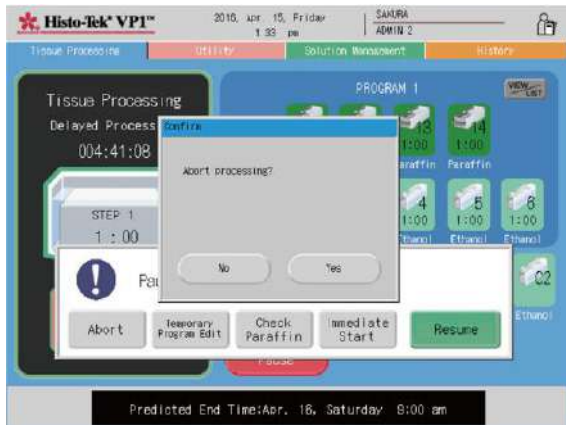 Histo-Tek® VP1™
2016, Apr. 15, Friday
1 33 pm
SAKURA
ADMIN 2
Tissue Processing
Utility
Solution Management
History
Tissue Processing
Delayed Process
004:41:08
STEP 1
1 : 00
PROGRAM 1
VIEW LIST
13
1:00
Paraffin
14
1:00
Paraffin
4
1:00
Ethanol
5
1:00
Ethanol
6
1:00
Ethanol
02
Ethanol
Confirm
Abort processing?
No
Yes
Abort
Temporary
Program Edit
Check
Paraffin
Immediate
Start
Resume
Pause
Predicted End Time:Apr. 16, Saturday 9:00 am